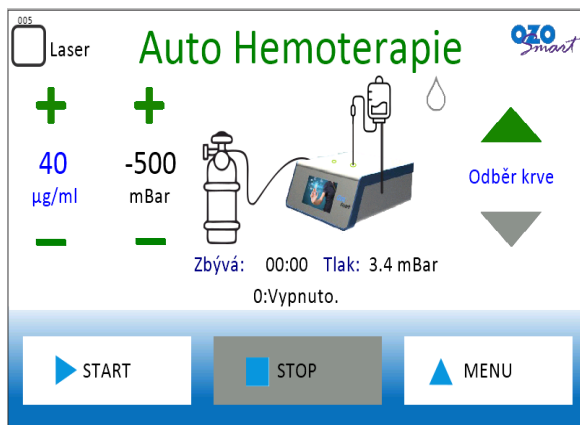 005
Laser
Auto Hemoterapie
OZO
Smart
40
µg/ml
-500
mBar
Odběr krve
Zbývá: 00:00 Tlak: 3.4 mBar
0:Vypnuto.
START
STOP
MENU